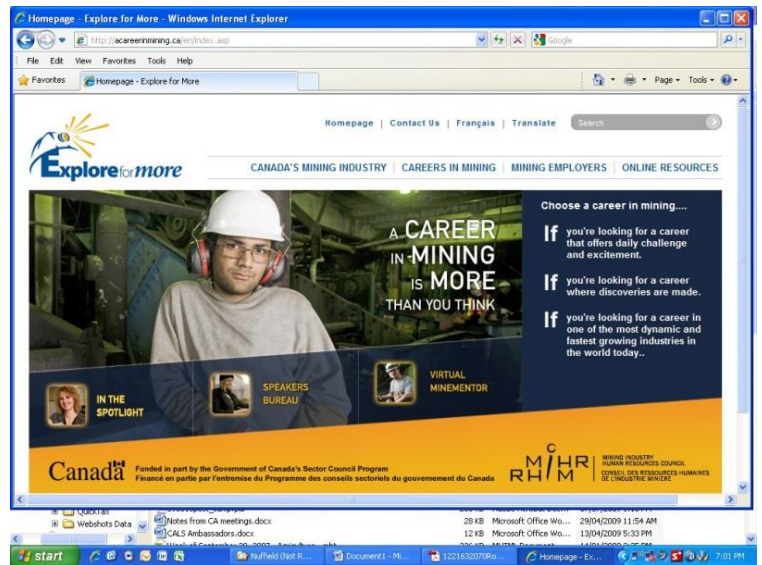 Homepage - Explore for More - Windows Internet Explorer
http://acareerinmining.ca/en/index.asp
Google
File Edit View Favorites Tools Help
Favorites Homepage - Explore for More Page Tools
Homepage | Contact Us | Français | Translate Search
Explore for more
CANADA'S MINING INDUSTRY CAREERS IN MINING MINING EMPLOYERS ONLINE RESOURCES
A CAREER
IN MINING
IS MORE
THAN YOU THINK
Choose a career in mining....
If you're looking for a career
that offers daily challenge
and excitement.
If you're looking for a career
where discoveries are made.
If you're looking for a career in
one of the most dynamic and
fastest growing industries in
the world today..
IN THE
SPOTLIGHT
SPEAKERS
BUREAU
VIRTUAL
MINEMENTOR
Canada
Funded in part by the Government of Canada's Sector Council Program
Financé en partie par l'entremise du Programme des conseils sectoriels du gouvernement du Canada
MiHR
RHiM
MINING INDUSTRY
HUMAN RESOURCES COUNCIL
CONSEIL DES RESSOURCES HUMAINES
DE L'INDUSTRIE MINIÈRE
QuickTax
Webshots Data
Notes from CA meetings.docx 28 KB Microsoft Office Wo... 29/04/2009 11:54 AM
CALS Ambassadors.docx 12 KB Microsoft Office Wo... 13/04/2009 5:33 PM
start Nuffield (Not R... Document1 - Mi... 1221632070Ro... Homepage - Ex... 7:01 PM